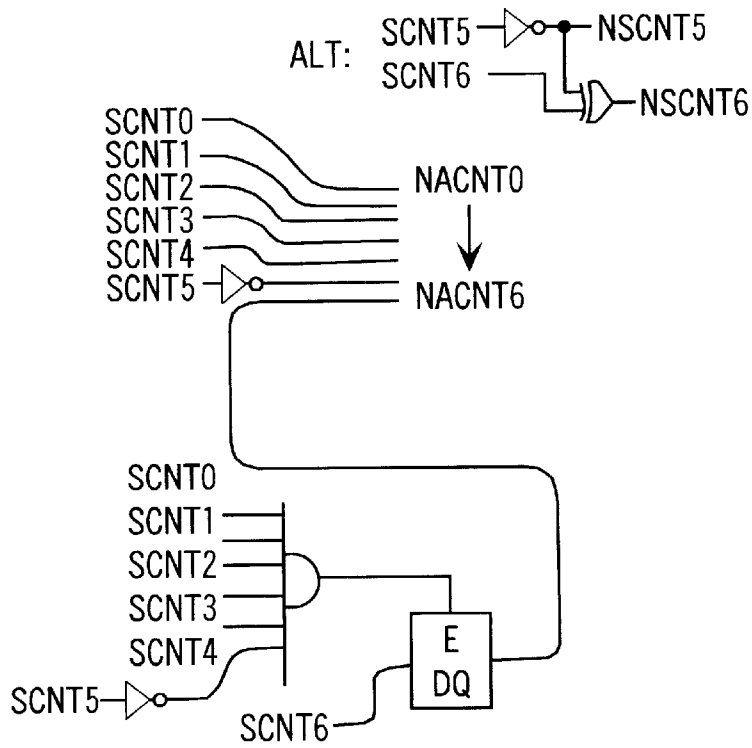 ALT:
SCNT5 NSCNT5
SCNT6
NSCNT6
SCNT0
SCNT1
SCNT2
SCNT3
SCNT4
SCNT5
NACNT0
NACNT6
SCNT0
SCNT1
SCNT2
SCNT3
SCNT4
SCNT5
SCNT6
E
DQ